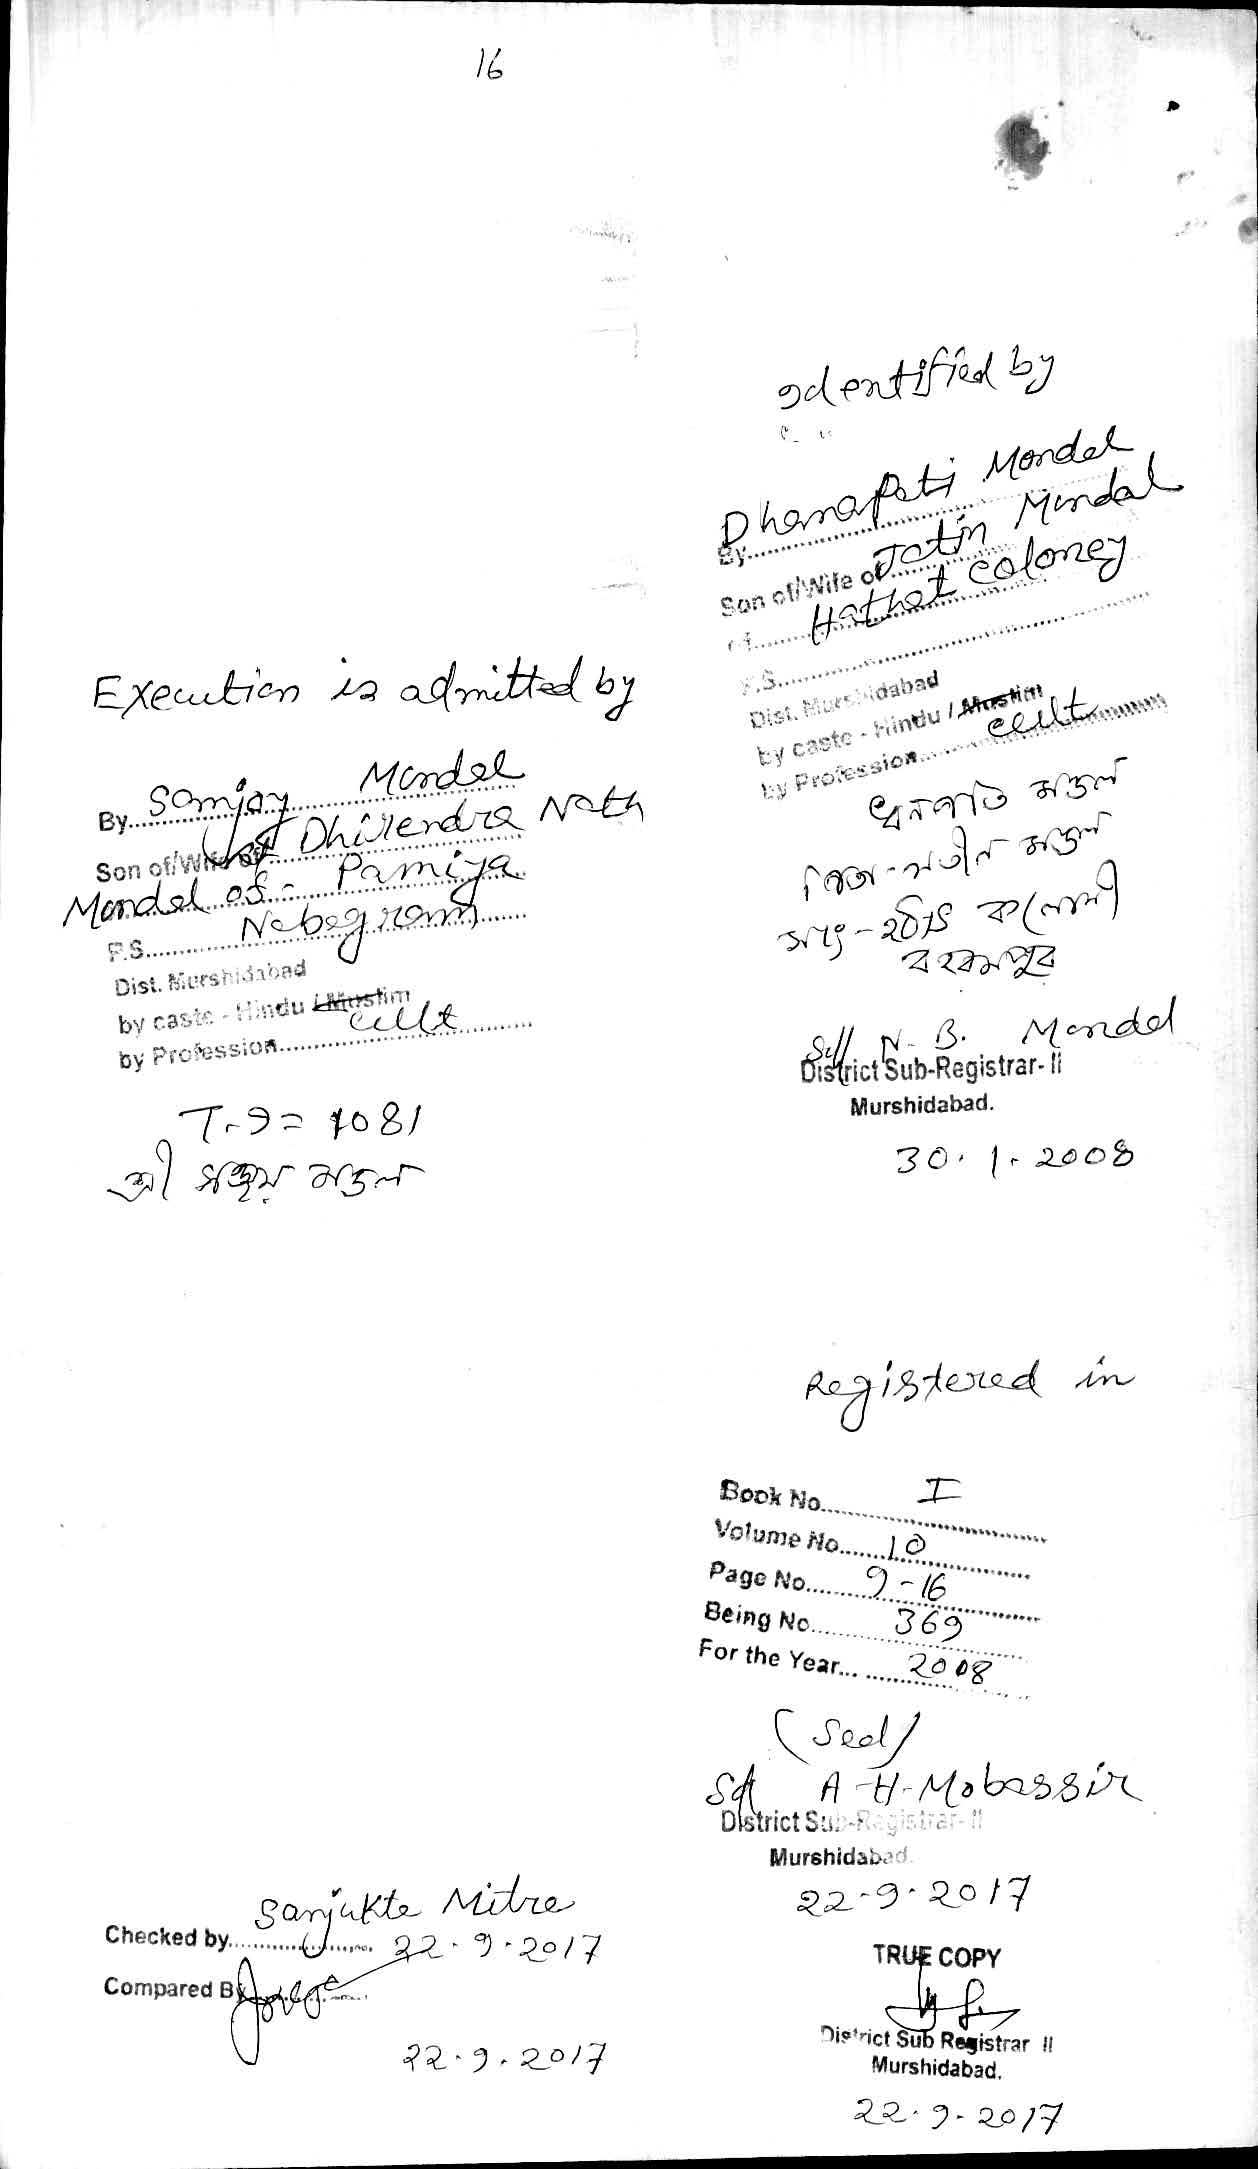 16
Identified by
Dhanapati Mondal
By
Jatin Mondal
Son of/Wife of
of Hathat Coloney
P.S.
Dist. Murshidabad
by caste - Hindu / Muslim
by Profession cult
ধনপতি মন্ডল
পিতা - যতীন মন্ডল
সাং - হঠাৎ কলোনী
বহরমপুর
Sd/ N. B. Mondal
District Sub-Registrar- II
Murshidabad.
30. 1. 2008
Execution is admitted by
By Sanjay Mondal
Son of/Wife of Dhirendra Nath
Mondal of - Pamiya
P.S. Nabagram
Dist. Murshidabad
by caste - Hindu / Muslim
by Profession cult
T. 9 = 1081
শ্রী সঞ্জয় মন্ডল
Registered in
Book No. I
Volume No. 10
Page No. 9-16
Being No. 369
For the Year 2008
(Seal)
Sd/ A-H-Mobassir
District Sub-Registrar- II
Murshidabad.
22-9-2017
TRUE COPY
District Sub Registrar II
Murshidabad.
22.9.2017
Checked by Sanjukta Mitra
22.9.2017
Compared By
22.9.2017